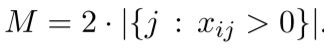 M = 2 · |{j : x_{ij} > 0}|.